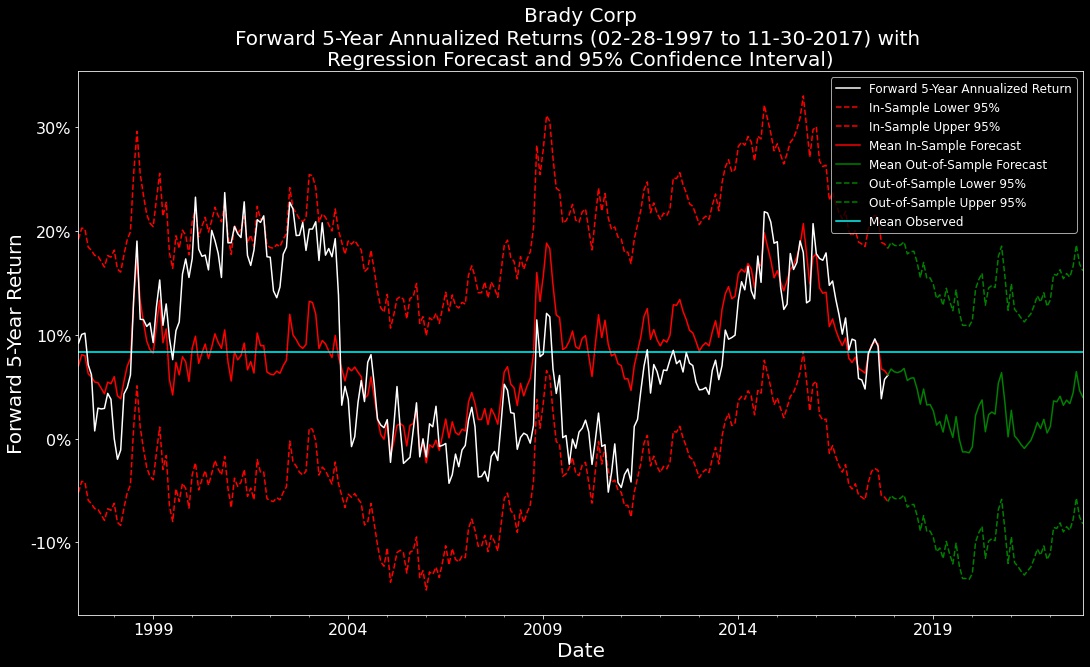 Brady Corp
Forward 5-Year Annualized Returns (02-28-1997 to 11-30-2017) with
Regression Forecast and 95% Confidence Interval)
Forward 5-Year Annualized Return
In-Sample Lower 95%
In-Sample Upper 95%
Mean In-Sample Forecast
Mean Out-of-Sample Forecast
Out-of-Sample Lower 95%
Out-of-Sample Upper 95%
Mean Observed
Forward 5-Year Return
30%
20%
10%
0%
-10%
1999
2004
2009
2014
2019
Date